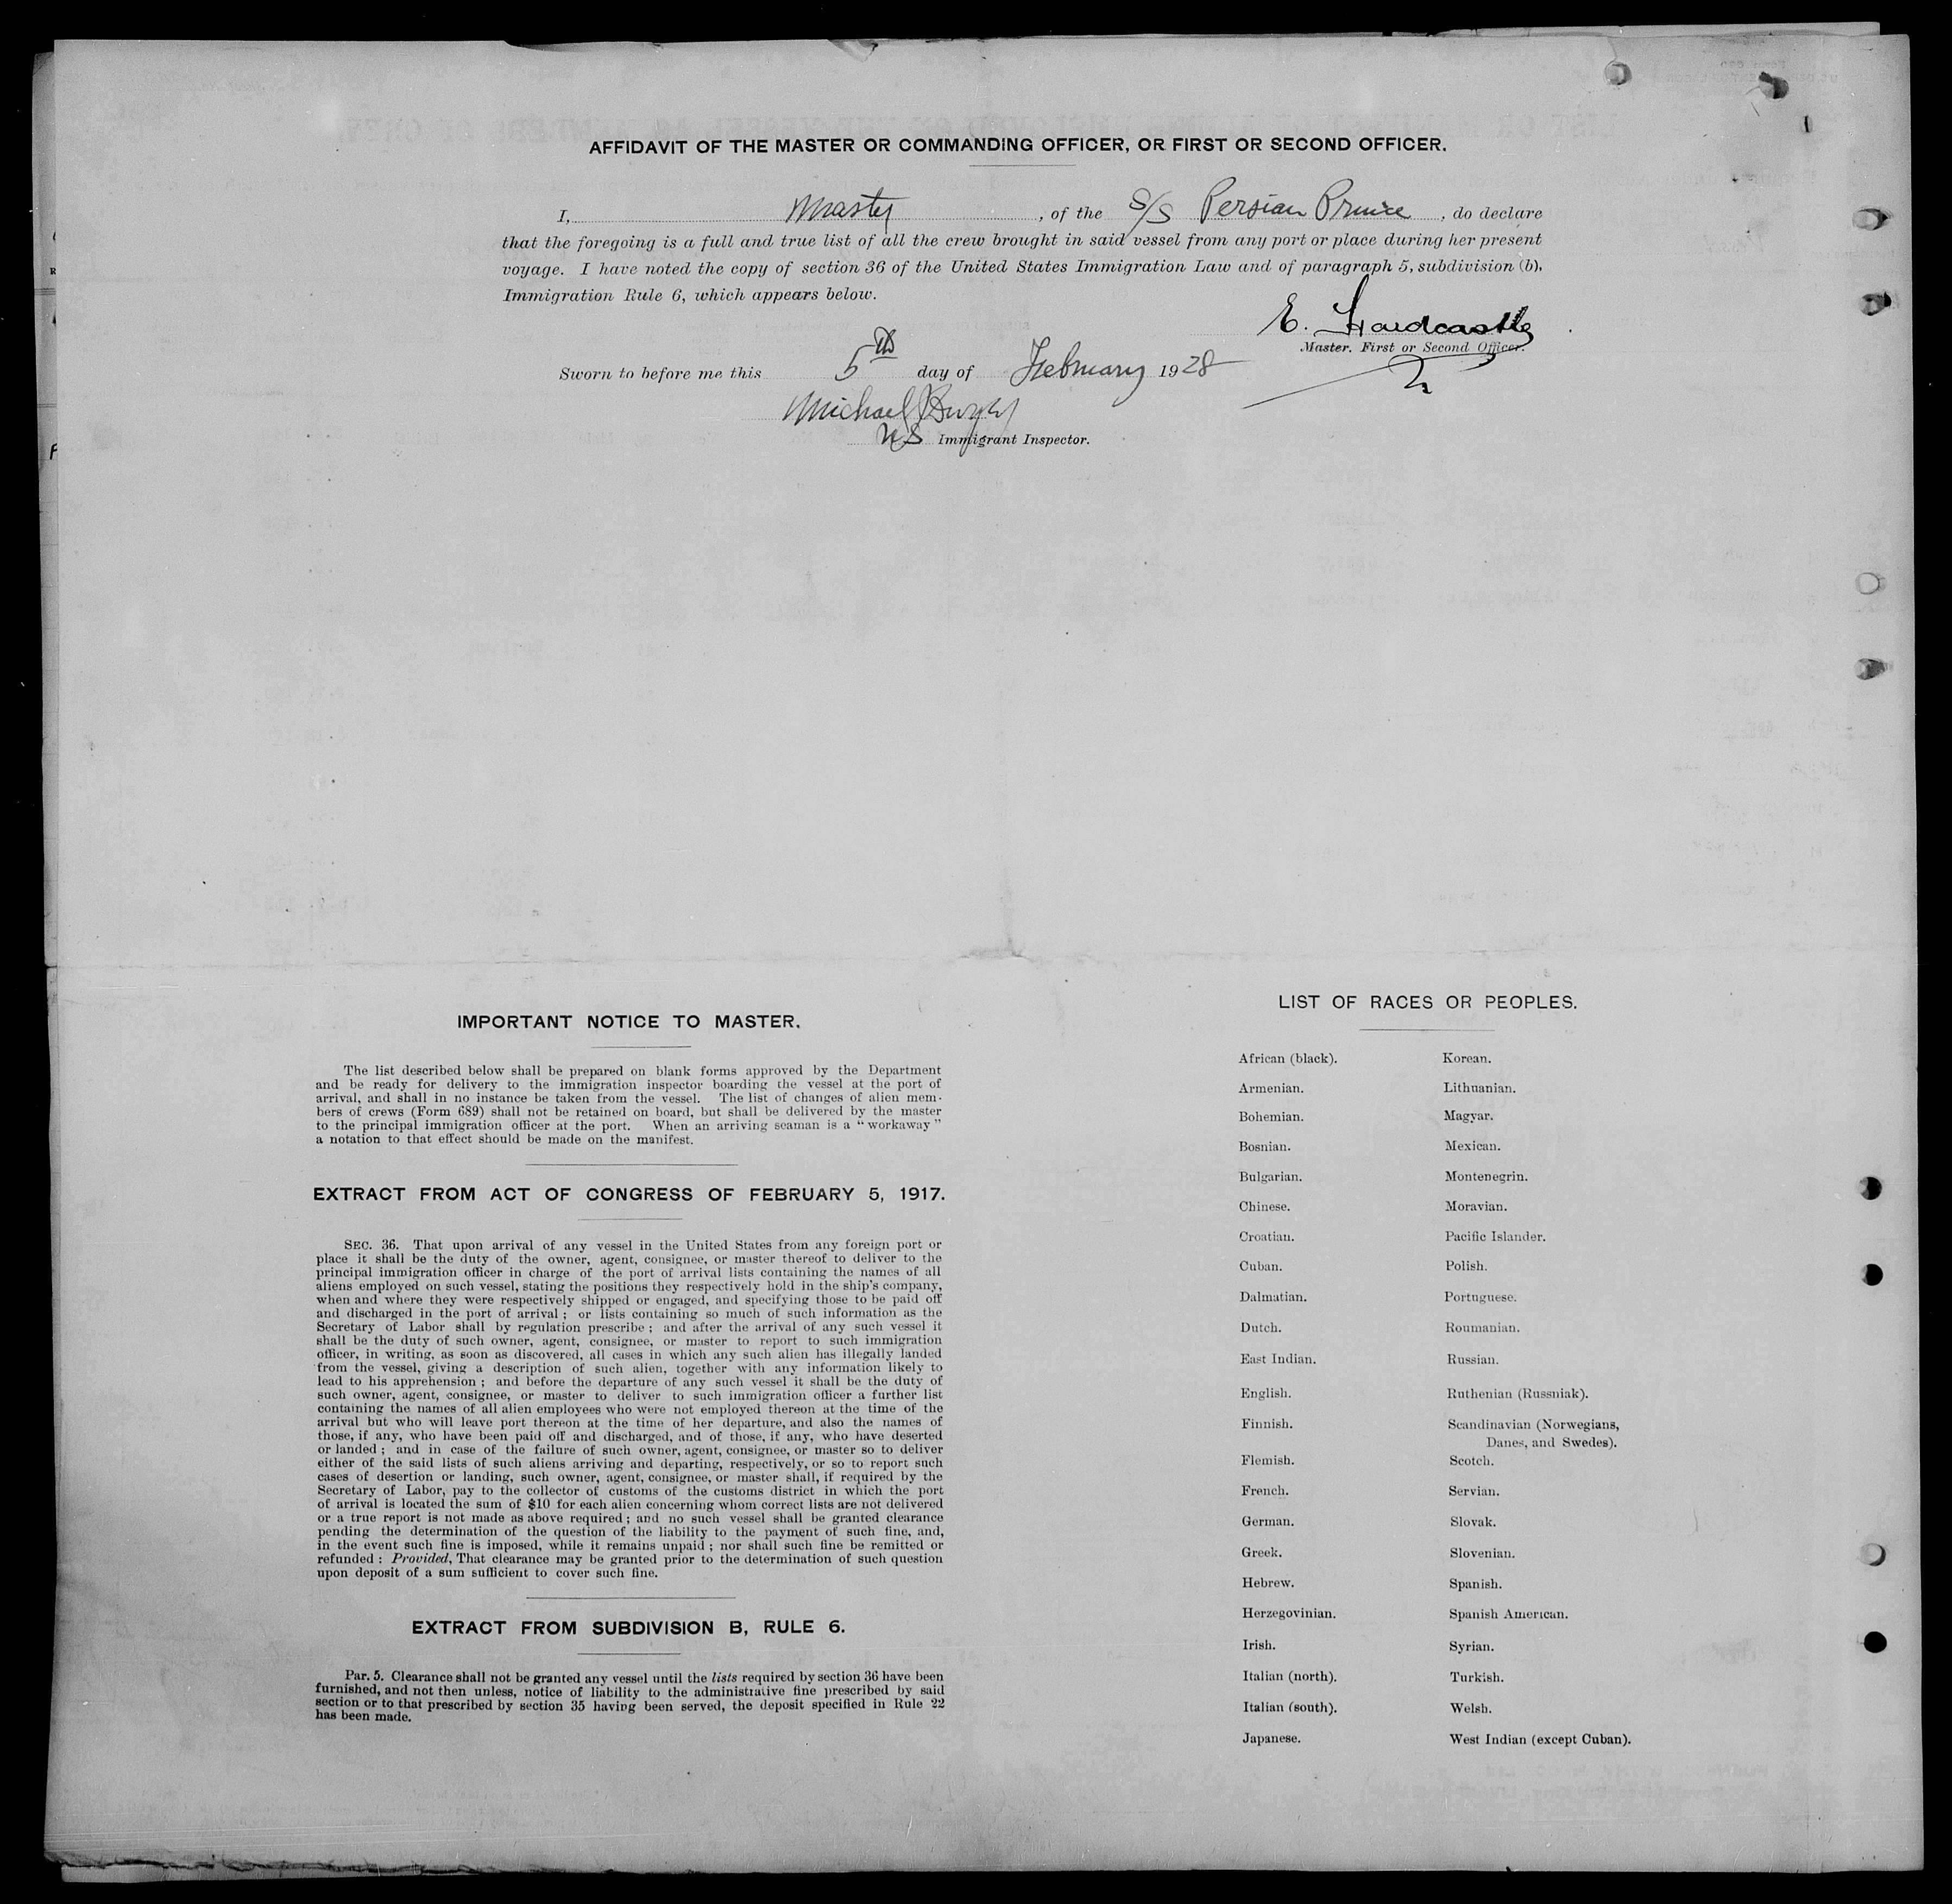 AFFIDAVIT OF THE MASTER OR COMMANDING OFFICER, OR FIRST OR SECOND OFFICER.
I, Master, of the S/S Persian Prince, do declare
that the foregoing is a full and true list of all the crew brought in said vessel from any port or place during her present
voyage. I have noted the copy of section 36 of the United States Immigration Law and of paragraph 5, subdivision (b),
Immigration Rule 6, which appears below.
E. Hardcastle
Master, First or Second Officer.
Sworn to before me this 5th day of February 1928
Michael
US Immigrant Inspector.
IMPORTANT NOTICE TO MASTER.
The list described below shall be prepared on blank forms approved by the Department
and be ready for delivery to the immigration inspector boarding the vessel at the port of
arrival, and shall in no instance be taken from the vessel. The list of changes of alien mem-
bers of crews (Form 689) shall not be retained on board, but shall be delivered by the master
to the principal immigration officer at the port. When an arriving seaman is a "workaway"
a notation to that effect should be made on the manifest.
EXTRACT FROM ACT OF CONGRESS OF FEBRUARY 5, 1917.
SEC. 36. That upon arrival of any vessel in the United States from any foreign port or
place it shall be the duty of the owner, agent, consignee, or master thereof to deliver to the
principal immigration officer in charge of the port of arrival lists containing the names of all
aliens employed on such vessel, stating the positions they respectively hold in the ship's company,
when and where they were respectively shipped or engaged, and specifying those to be paid off
and discharged in the port of arrival; or lists containing so much of such information as the
Secretary of Labor shall by regulation prescribe; and after the arrival of any such vessel it
shall be the duty of such owner, agent, consignee, or master to report to such immigration
officer, in writing, as soon as discovered, all cases in which any such alien has illegally landed
from the vessel, giving a description of such alien, together with any information likely to
lead to his apprehension; and before the departure of any such vessel it shall be the duty of
such owner, agent, consignee, or master to deliver to such immigration officer a further list
containing the names of all alien employees who were not employed thereon at the time of the
arrival but who will leave port thereon at the time of her departure, and also the names of
those, if any, who have been paid off and discharged, and of those, if any, who have deserted
or landed; and in case of the failure of such owner, agent, consignee, or master so to deliver
either of the said lists of such aliens arriving and departing, respectively, or so to report such
cases of desertion or landing, such owner, agent, consignee, or master shall, if required by the
Secretary of Labor, pay to the collector of customs of the customs district in which the port
of arrival is located the sum of $10 for each alien concerning whom correct lists are not delivered
or a true report is not made as above required; and no such vessel shall be granted clearance
pending the determination of the question of the liability to the payment of such fine, and,
in the event such fine is imposed, while it remains unpaid; nor shall such fine be remitted or
refunded: Provided, That clearance may be granted prior to the determination of such question
upon deposit of a sum sufficient to cover such fine.
EXTRACT FROM SUBDIVISION B, RULE 6.
Par. 5. Clearance shall not be granted any vessel until the lists required by section 36 have been
furnished, and not then unless, notice of liability to the administrative fine prescribed by said
section or to that prescribed by section 35 having been served, the deposit specified in Rule 22
has been made.
LIST OF RACES OR PEOPLES.
African (black).
Armenian.
Bohemian.
Bosnian.
Bulgarian.
Chinese.
Croatian.
Cuban.
Dalmatian.
Dutch.
East Indian.
English.
Finnish.
Flemish.
French.
German.
Greek.
Hebrew.
Herzegovinian.
Irish.
Italian (north).
Italian (south).
Japanese.
Korean.
Lithuanian.
Magyar.
Mexican.
Montenegrin.
Moravian.
Pacific Islander.
Polish.
Portuguese.
Roumanian.
Russian.
Ruthenian (Russniak).
Scandinavian (Norwegians,
Danes, and Swedes).
Scotch.
Servian.
Slovak.
Slovenian.
Spanish.
Spanish American.
Syrian.
Turkish.
Welsh.
West Indian (except Cuban).